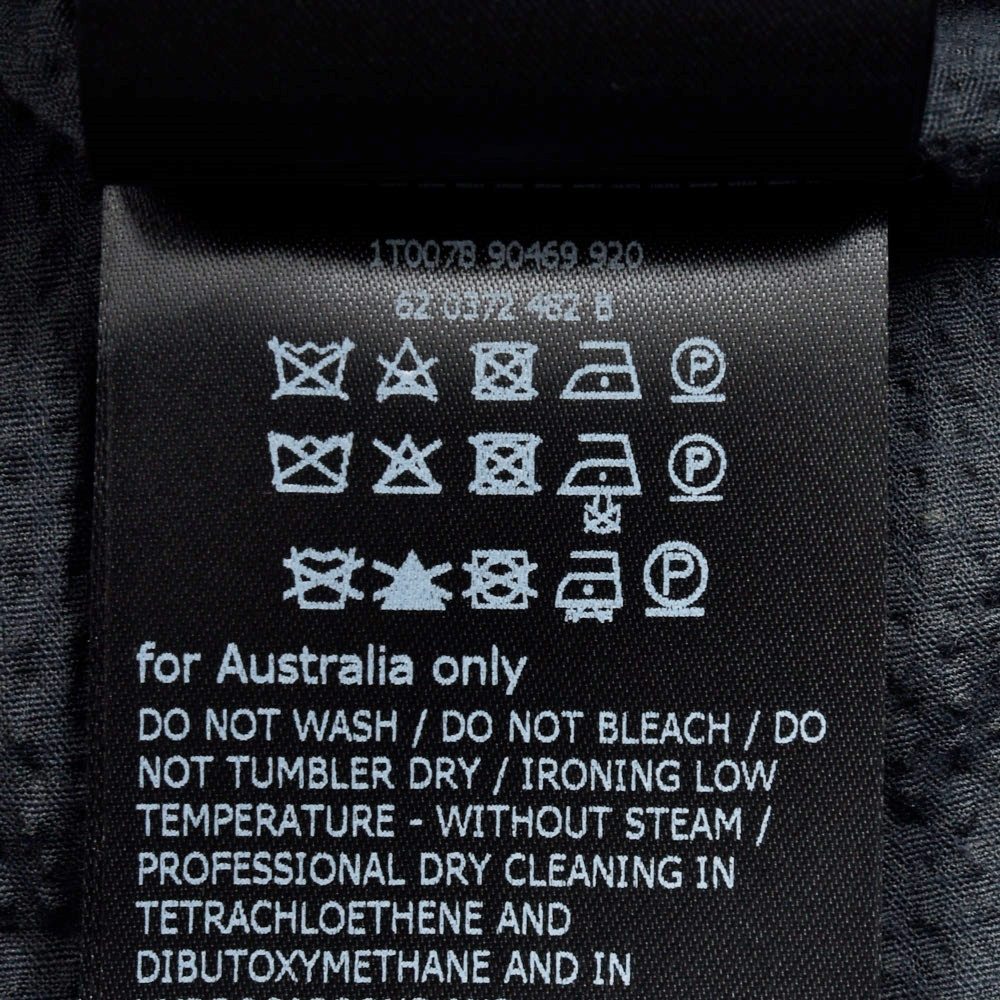 1T0078 90469 920
62 0372 482 B
P
P
P
for Australia only
DO NOT WASH / DO NOT BLEACH / DO
NOT TUMBLER DRY / IRONING LOW
TEMPERATURE - WITHOUT STEAM /
PROFESSIONAL DRY CLEANING IN
TETRACHLOETHENE AND
DIBUTOXYMETHANE AND IN